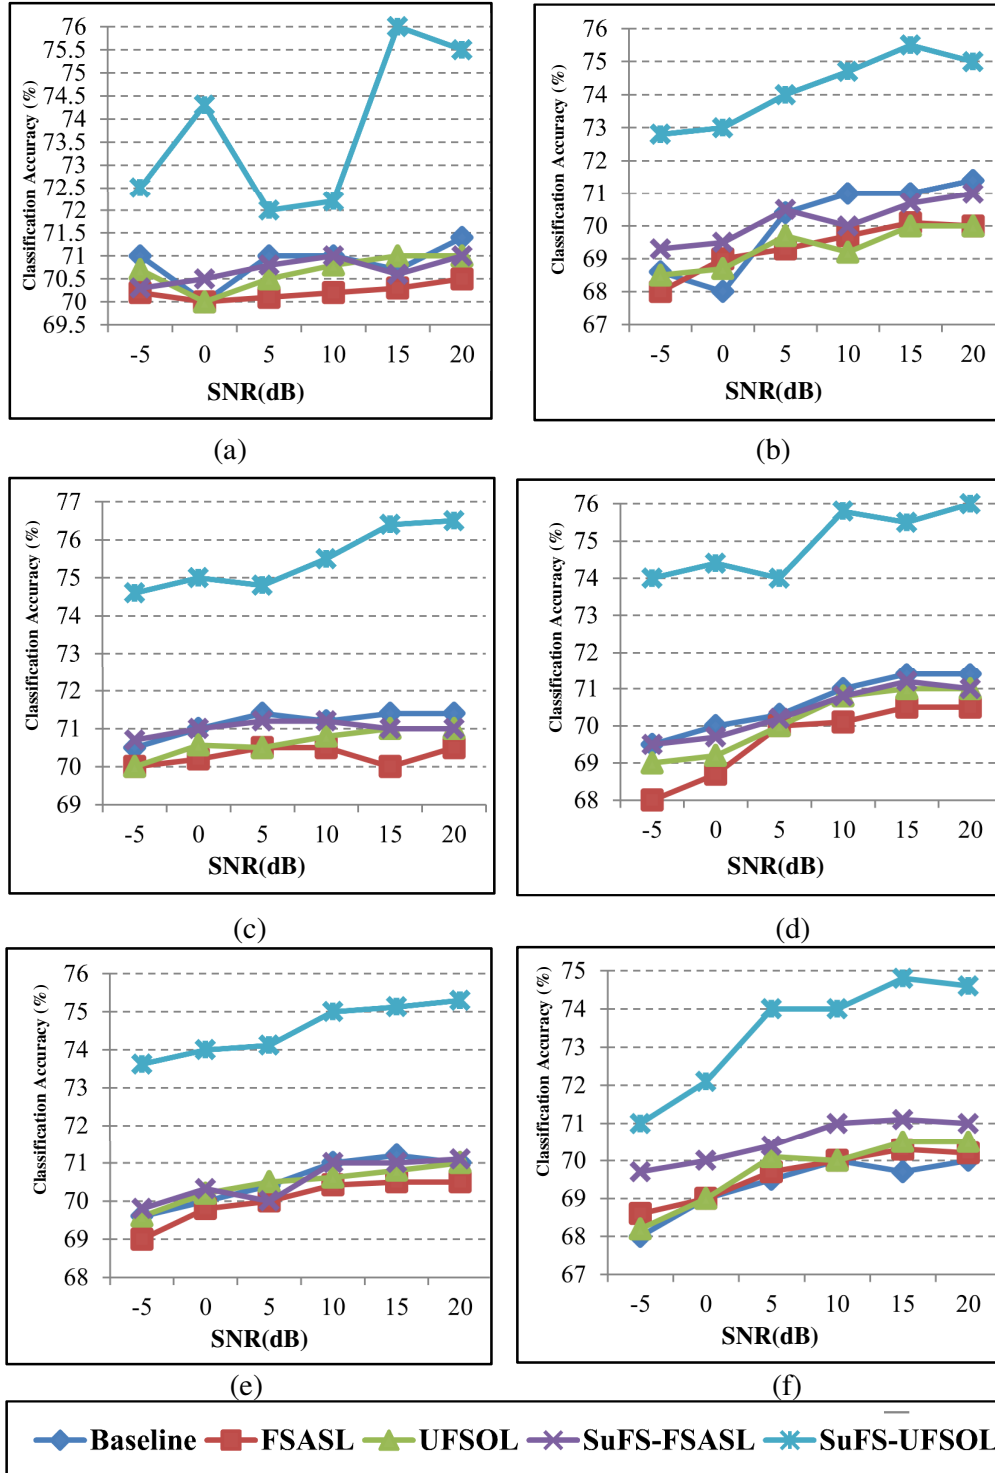 Classification Accuracy (%)
76
75.5
75
74.5
74
73.5
73
72.5
72
71.5
71
70.5
70
69.5
-5 0 5 10 15 20
SNR(dB)
(a)
Classification Accuracy (%)
76
75
74
73
72
71
70
69
68
67
-5 0 5 10 15 20
SNR(dB)
(b)
Classification Accuracy (%)
77
76
75
74
73
72
71
70
69
-5 0 5 10 15 20
SNR(dB)
(c)
Classification Accuracy (%)
76
75
74
73
72
71
70
69
68
-5 0 5 10 15 20
SNR(dB)
(d)
Classification Accuracy (%)
76
75
74
73
72
71
70
69
68
-5 0 5 10 15 20
SNR(dB)
(e)
Classification Accuracy (%)
75
74
73
72
71
70
69
68
67
-5 0 5 10 15 20
SNR(dB)
(f)
Baseline FSASL UFSOL SuFS-FSASL SuFS-UFSOL